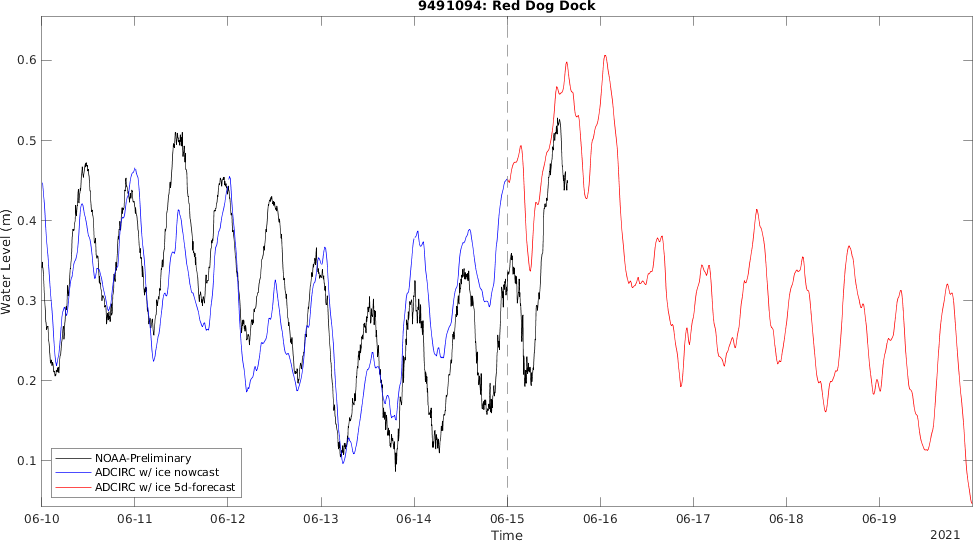 9491094: Red Dog Dock
Water Level (m)
0.6
0.5
0.4
0.3
0.2
0.1
NOAA-Preliminary
ADCIRC w/ ice nowcast
ADCIRC w/ ice 5d-forecast
06-10 06-11 06-12 06-13 06-14 06-15 06-16 06-17 06-18 06-19
Time
2021